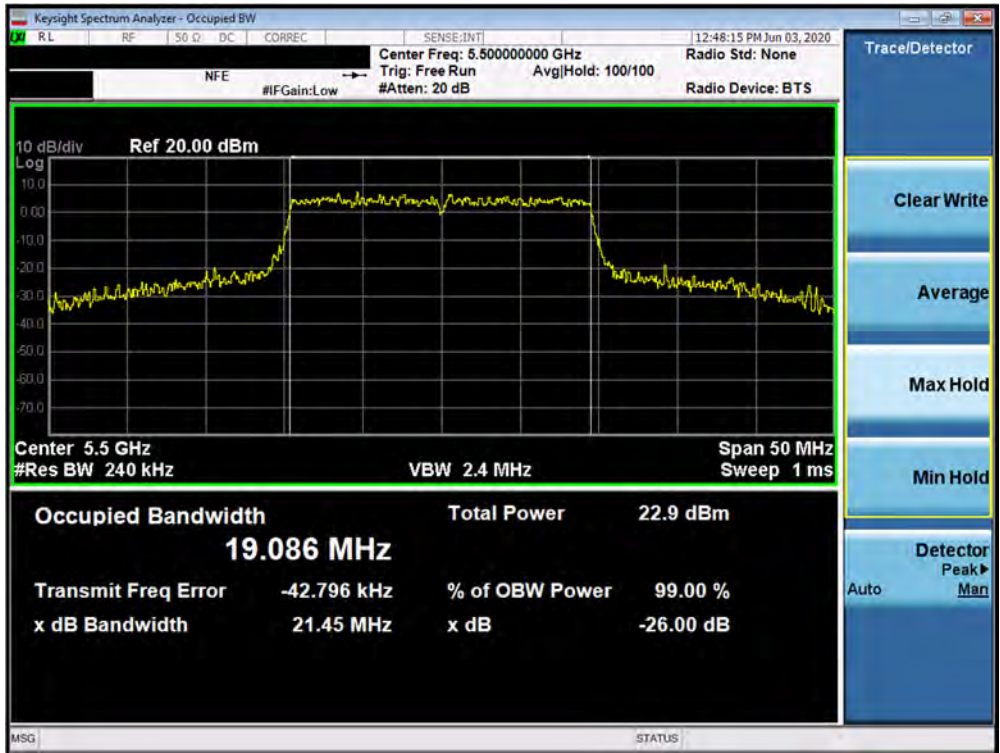 Keysight Spectrum Analyzer - Occupied BW
LXI RL RF 50 Ω DC CORREC SENSE:INT 12:48:15 PM Jun 03, 2020
Center Freq: 5.500000000 GHz Radio Std: None
NFE Trig: Free Run Avg|Hold: 100/100
#IFGain:Low #Atten: 20 dB Radio Device: BTS
Trace/Detector
10 dB/div Ref 20.00 dBm
Log
10.0
0.00
-10.0
-20.0
-30.0
-40.0
-50.0
-60.0
-70.0
Center 5.5 GHz Span 50 MHz
#Res BW 240 kHz VBW 2.4 MHz Sweep 1 ms
Occupied Bandwidth Total Power 22.9 dBm
19.086 MHz
Transmit Freq Error -42.796 kHz % of OBW Power 99.00 %
x dB Bandwidth 21.45 MHz x dB -26.00 dB
Clear Write
Average
Max Hold
Min Hold
Detector
Peak▶
Auto Man
MSG STATUS